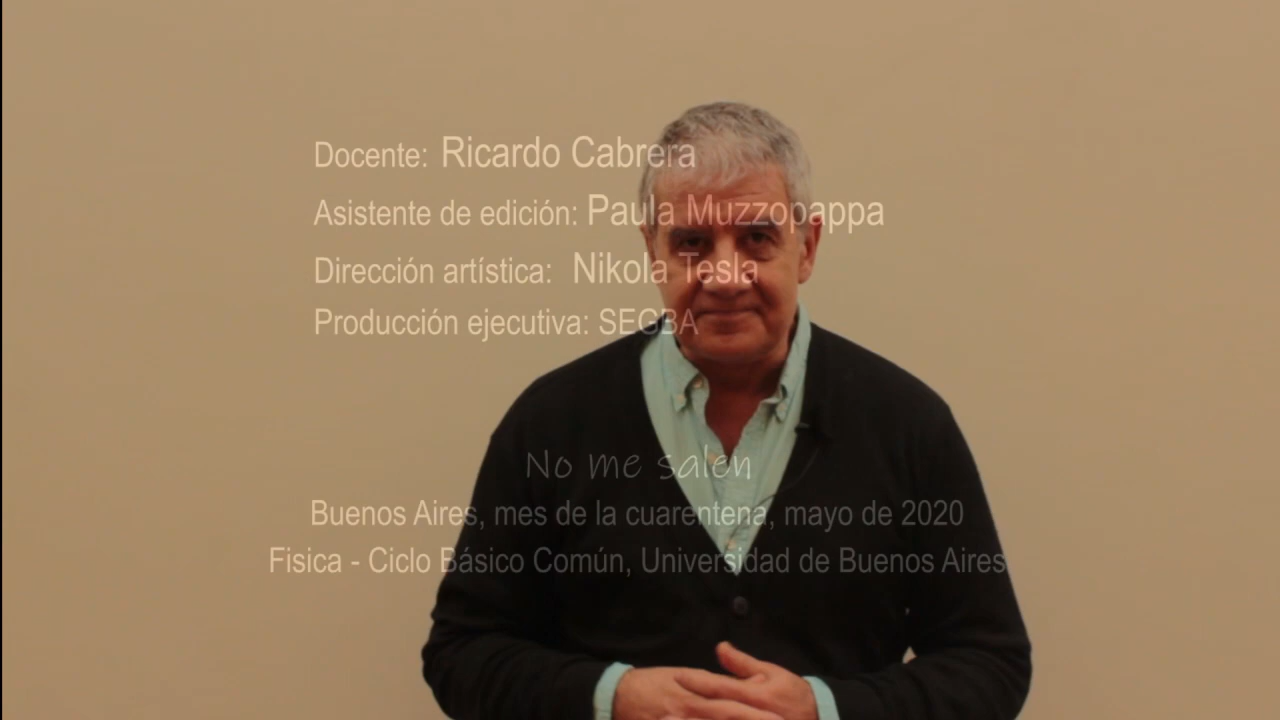 Docente: Ricardo Cabrera
Asistente de edición: Paula Muzzopappa
Dirección artística: Nikola Tesla
Producción ejecutiva: SEGBA
No me salen
Buenos Aires, mes de la cuarentena, mayo de 2020
Fisica - Ciclo Básico Común, Universidad de Buenos Aires